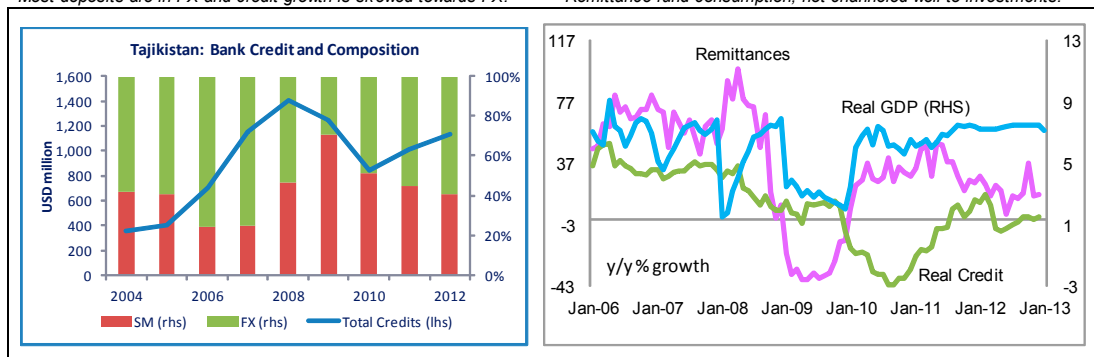 Most deposits are in FX and credit growth is skewed towards FX.
Remittance fund consumption, not channeled well to investments.
Tajikistan: Bank Credit and Composition
1,600
1,400
1,200
1,000
800
600
400
200
0
USD million
100%
80%
60%
40%
20%
0%
2004 2006 2008 2010 2012
SM (rhs) FX (rhs) Total Credits (lhs)
117
77
37
-3
-43
Remittances
Real GDP (RHS)
y/y % growth
Real Credit
13
9
5
1
-3
Jan-06 Jan-07 Jan-08 Jan-09 Jan-10 Jan-11 Jan-12 Jan-13